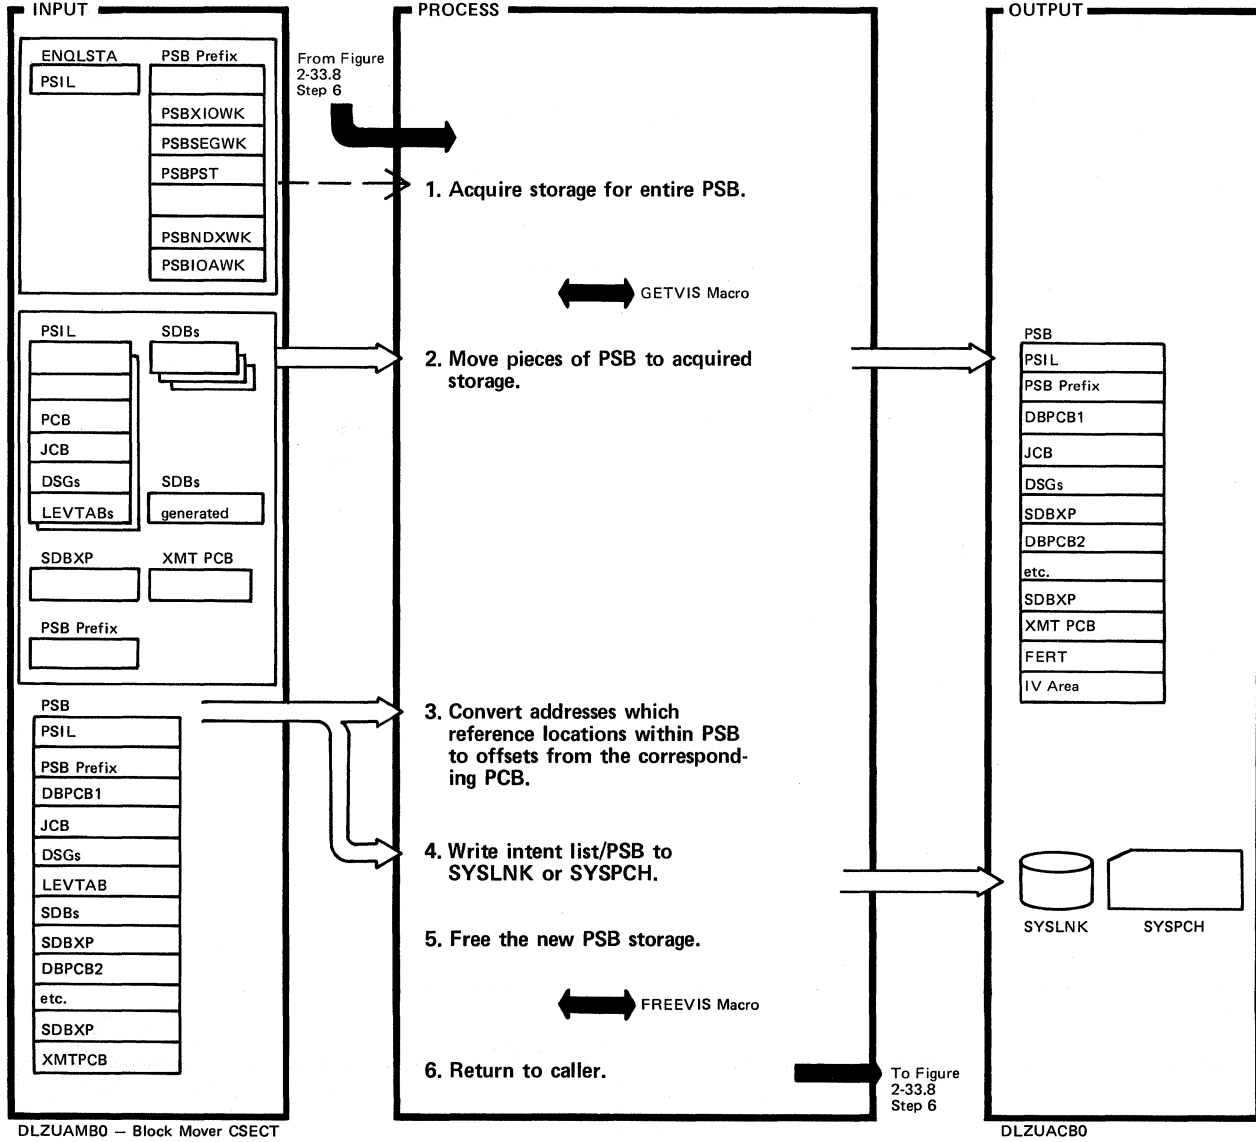 INPUT
ENQLSTA
PSIL
PSB Prefix
PSBXIOWK
PSBSEGWK
PSBPST
PSBNDXWK
PSBIOAWK
PSIL
PCB
JCB
DSGs
LEVTABs
SDBs
SDBs
generated
SDBXP
XMT PCB
PSB Prefix
PSB
PSIL
PSB Prefix
DBPCB1
JCB
DSGs
LEVTAB
SDBs
SDBXP
DBPCB2
etc.
SDBXP
XMTPCB
DLZUAMB0 — Block Mover CSECT
PROCESS
From Figure
2-33.8
Step 6
1. Acquire storage for entire PSB.
GETVIS Macro
2. Move pieces of PSB to acquired
storage.
3. Convert addresses which
reference locations within PSB
to offsets from the correspond-
ing PCB.
4. Write intent list/PSB to
SYSLNK or SYSPCH.
5. Free the new PSB storage.
FREEVIS Macro
6. Return to caller.
To Figure
2-33.8
Step 6
OUTPUT
PSB
PSIL
PSB Prefix
DBPCB1
JCB
DSGs
SDBXP
DBPCB2
etc.
SDBXP
XMT PCB
FERT
IV Area
SYSLNK
SYSPCH
DLZUACB0